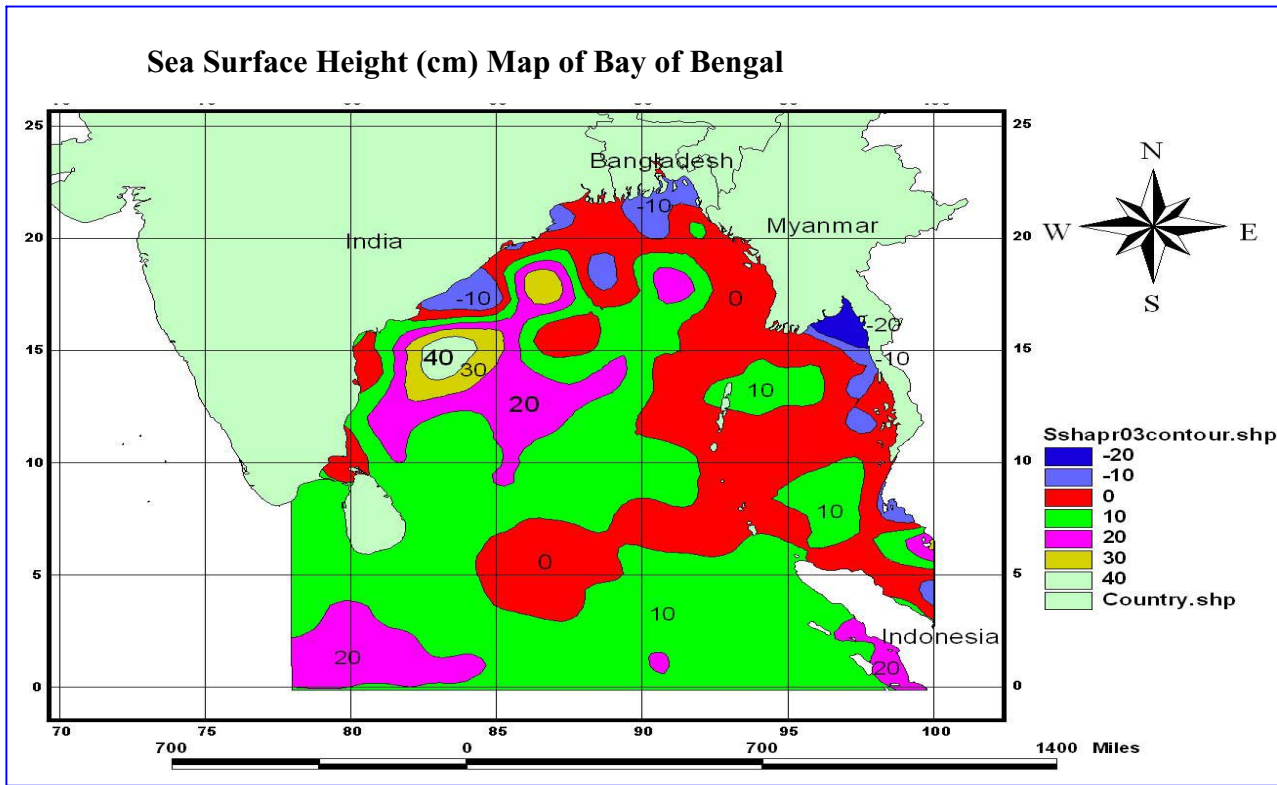 Sea Surface Height (cm) Map of Bay of Bengal
25 25
Bangladesh
-10
Myanmar
N
W E
S
20 India 20
-10 0
-20
15 40 30 -10 15
20 10
Sshapr03contour.shp
-20
-10
0
10
20
30
40
Country.shp
10 10
10
5 0 5
10
Indonesia
20 20
0 0
70 75 80 85 90 95 100
700 0 700 1400 Miles